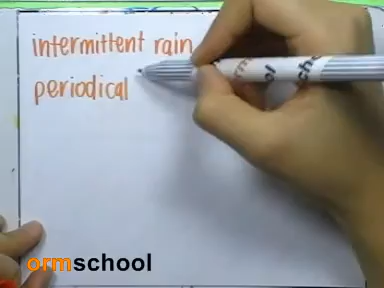 intermittent rain
periodical
ormschool